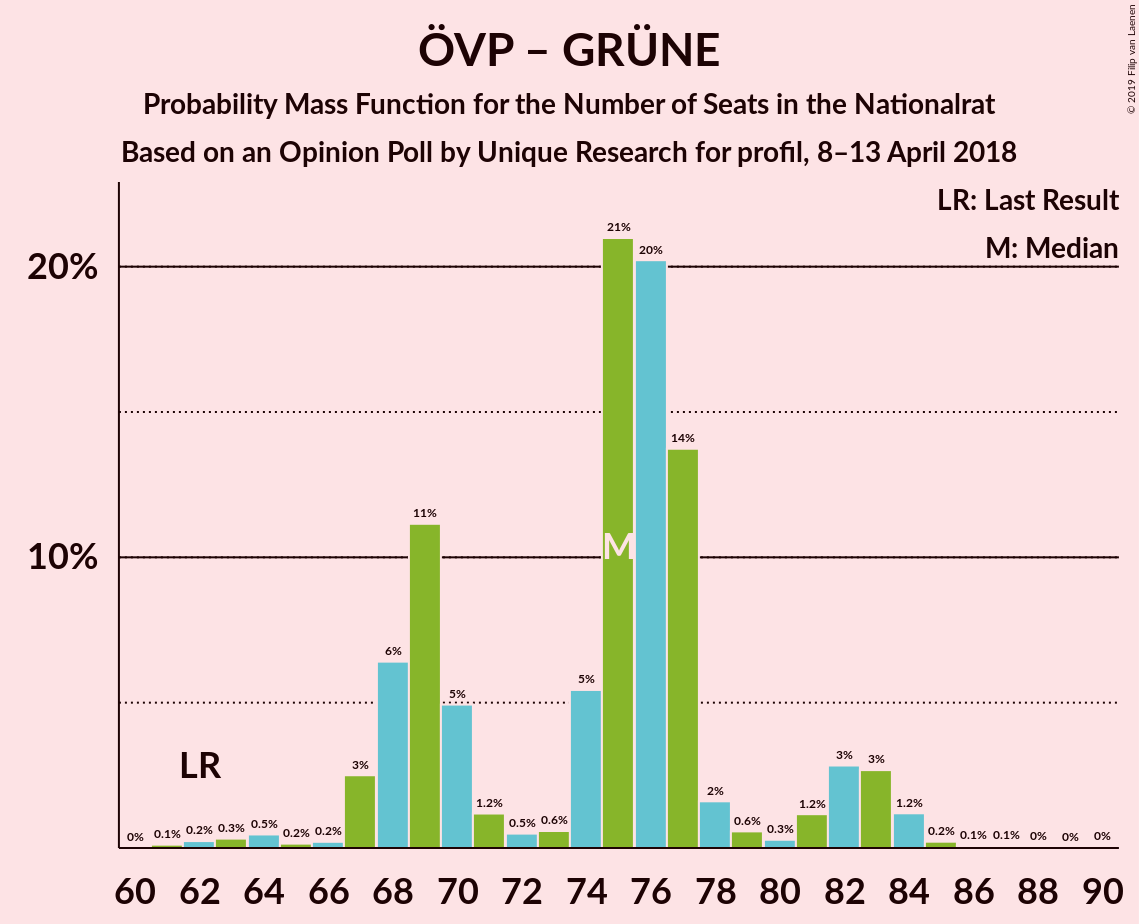 ÖVP – GRÜNE
Probability Mass Function for the Number of Seats in the Nationalrat
Based on an Opinion Poll by Unique Research for profil, 8–13 April 2018
© 2019 Filip van Laenen
LR: Last Result
M: Median
20%
10%
LR
M
0% 0.1% 0.2% 0.3% 0.5% 0.2% 0.2% 3% 6% 11% 5% 1.2% 0.5% 0.6% 5% 21% 20% 14% 2% 0.6% 0.3% 1.2% 3% 3% 1.2% 0.2% 0.1% 0.1% 0% 0% 0%
60 62 64 66 68 70 72 74 76 78 80 82 84 86 88 90